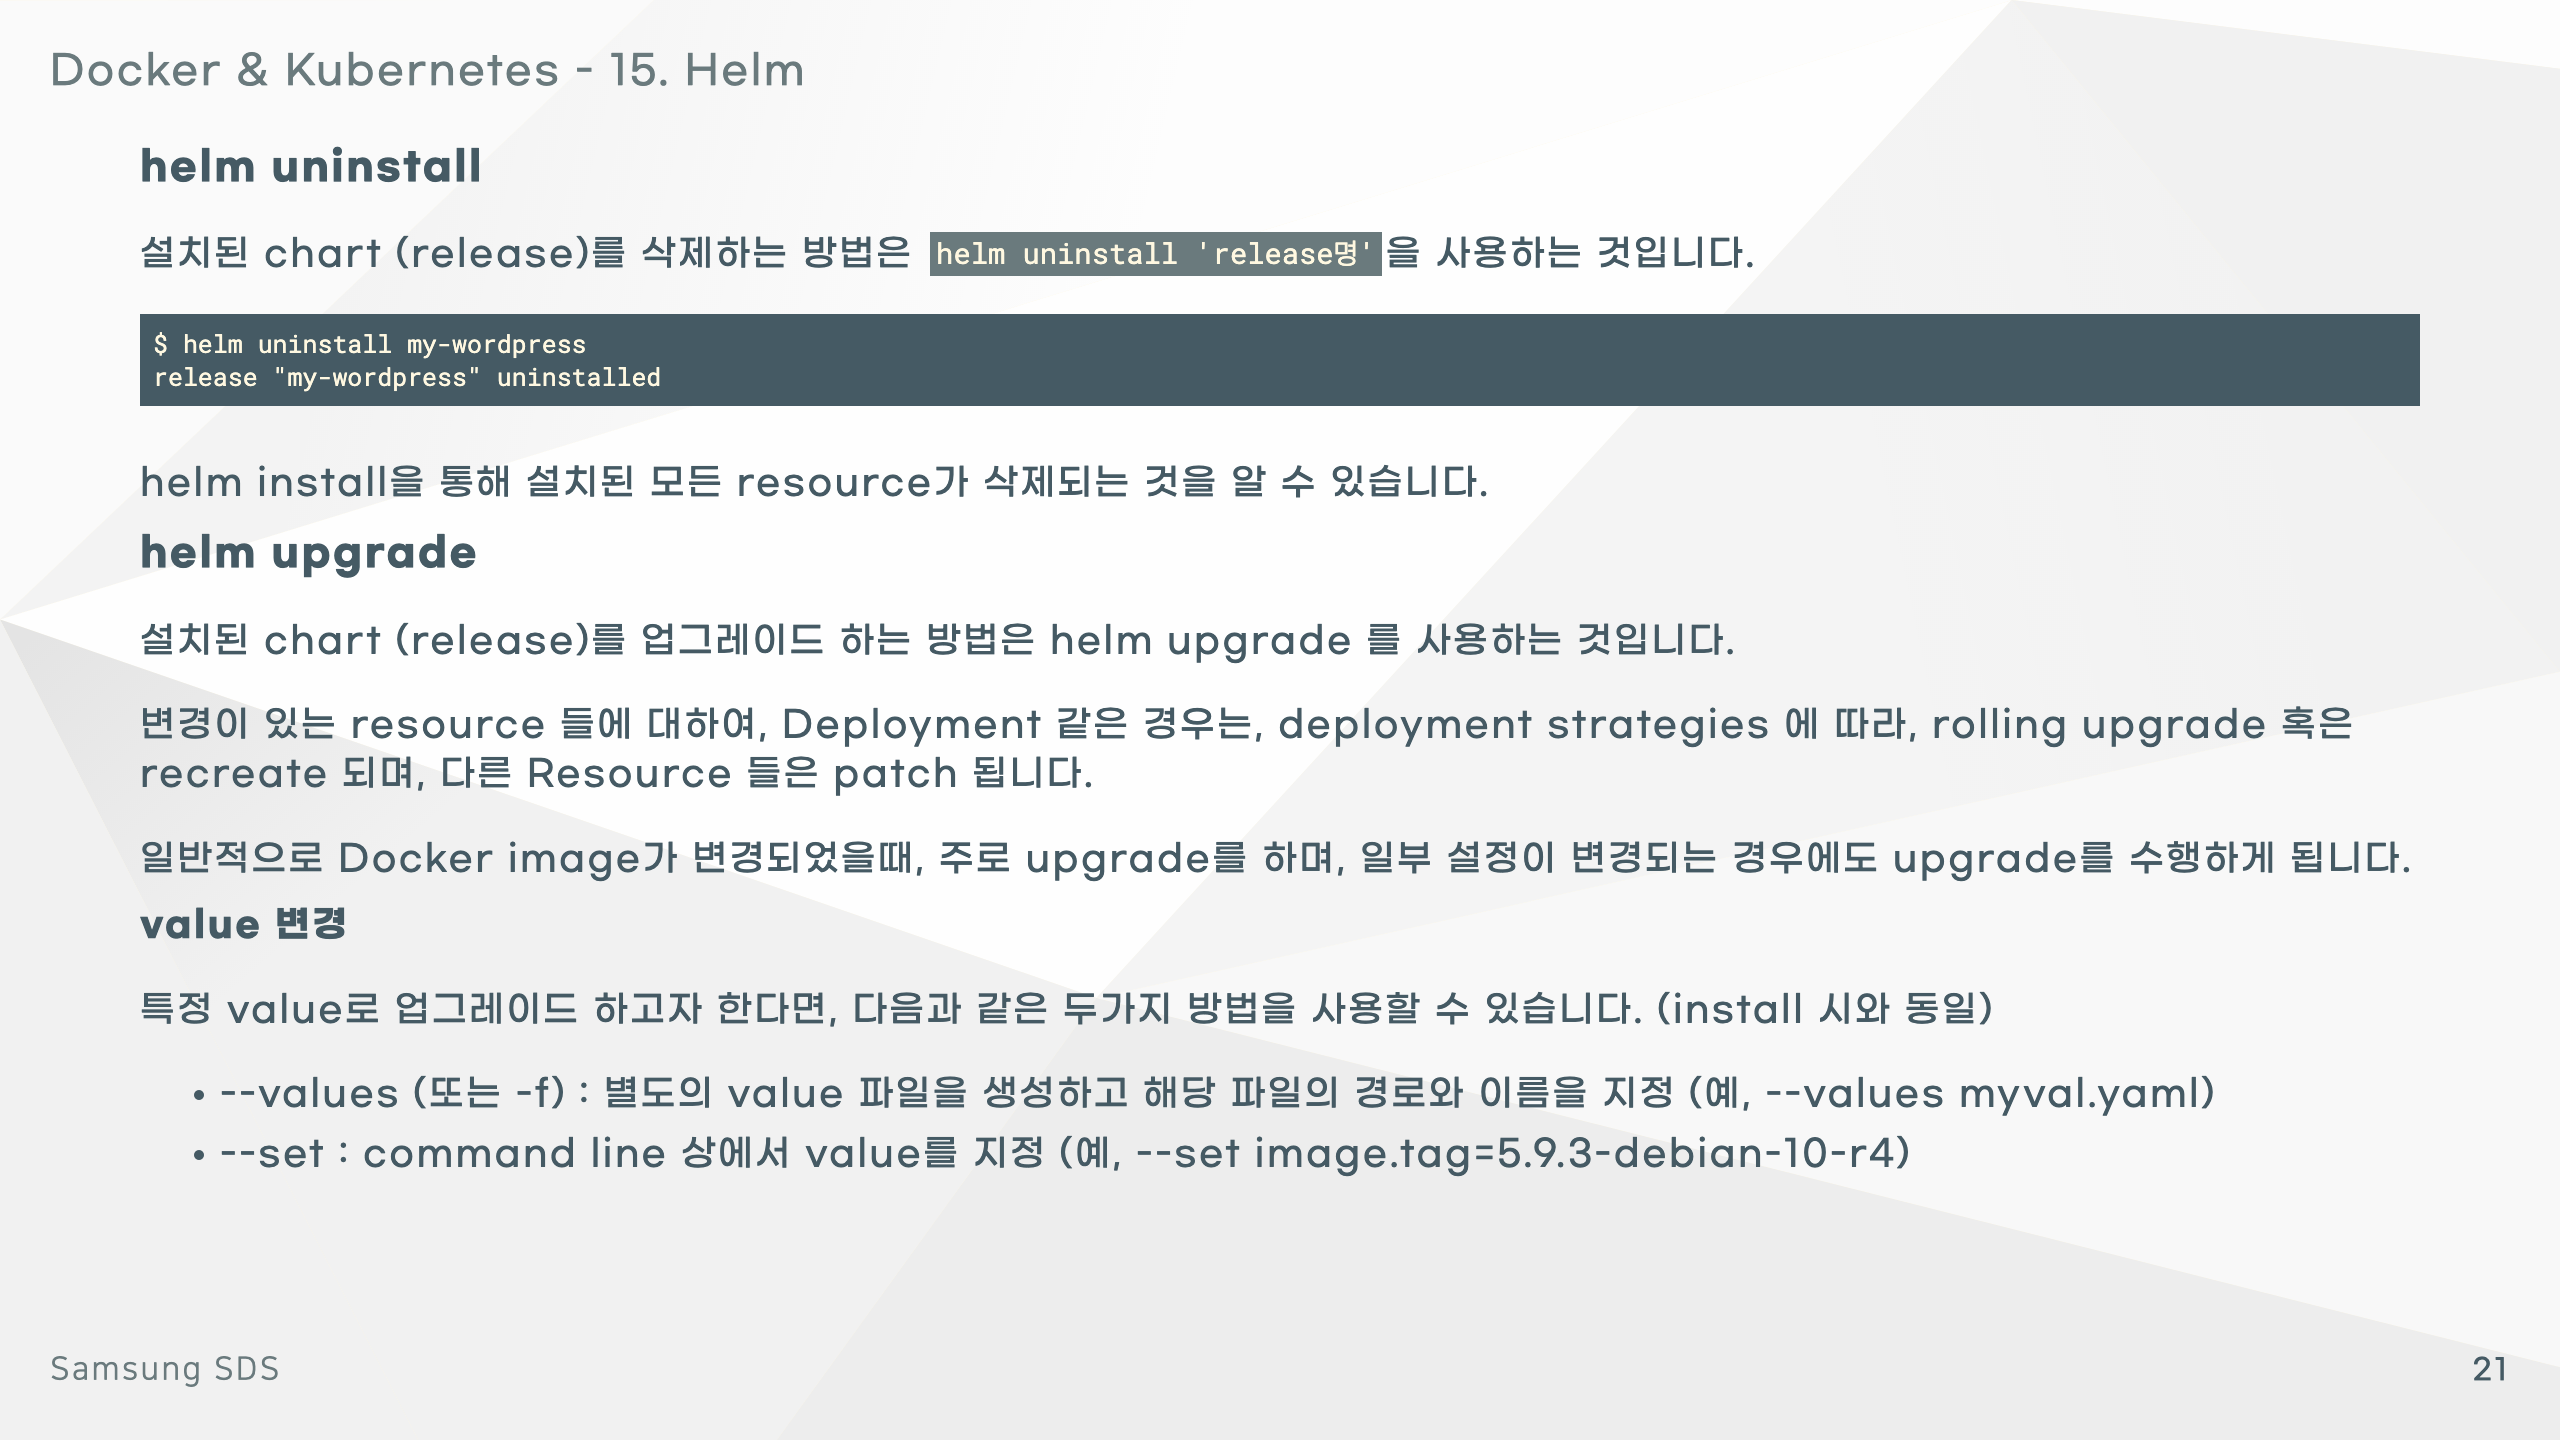 Docker & Kubernetes - 15. Helm
helm uninstall
설치된 chart (release)를 삭제하는 방법은 helm uninstall 'release명' 을 사용하는 것입니다.
$ helm uninstall my-wordpress
release "my-wordpress" uninstalled
helm install을 통해 설치된 모든 resource가 삭제되는 것을 알 수 있습니다.
helm upgrade
설치된 chart (release)를 업그레이드 하는 방법은 helm upgrade 를 사용하는 것입니다.
변경이 있는 resource 들에 대하여, Deployment 같은 경우는, deployment strategies 에 따라, rolling upgrade 혹은
recreate 되며, 다른 Resource 들은 patch 됩니다.
일반적으로 Docker image가 변경되었을때, 주로 upgrade를 하며, 일부 설정이 변경되는 경우에도 upgrade를 수행하게 됩니다.
value 변경
특정 value로 업그레이드 하고자 한다면, 다음과 같은 두가지 방법을 사용할 수 있습니다. (install 시와 동일)
• --values (또는 -f) : 별도의 value 파일을 생성하고 해당 파일의 경로와 이름을 지정 (예, --values myval.yaml)
• --set : command line 상에서 value를 지정 (예, --set image.tag=5.9.3-debian-10-r4)
Samsung SDS
21